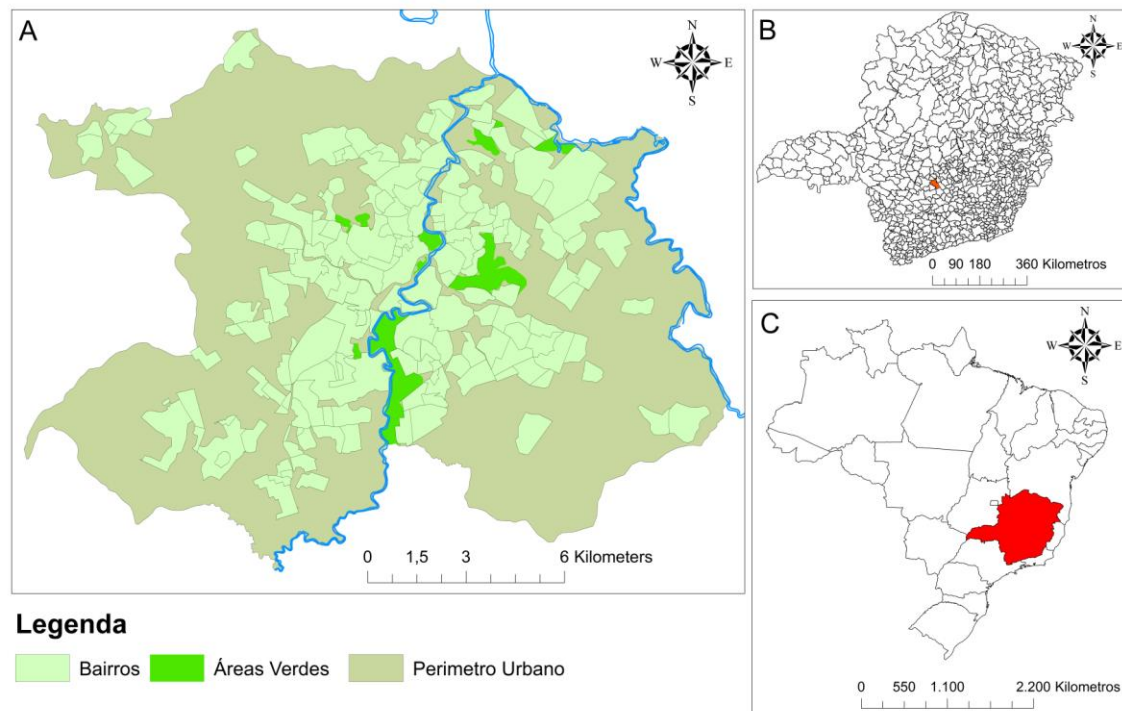 A
N
W E
S
0 1,5 3 6 Kilometers
B
N
W E
S
0 90 180 360 Kilometros
C
N
W E
S
0 550 1.100 2.200 Kilometros
Legenda
Bairros Áreas Verdes Perimetro Urbano